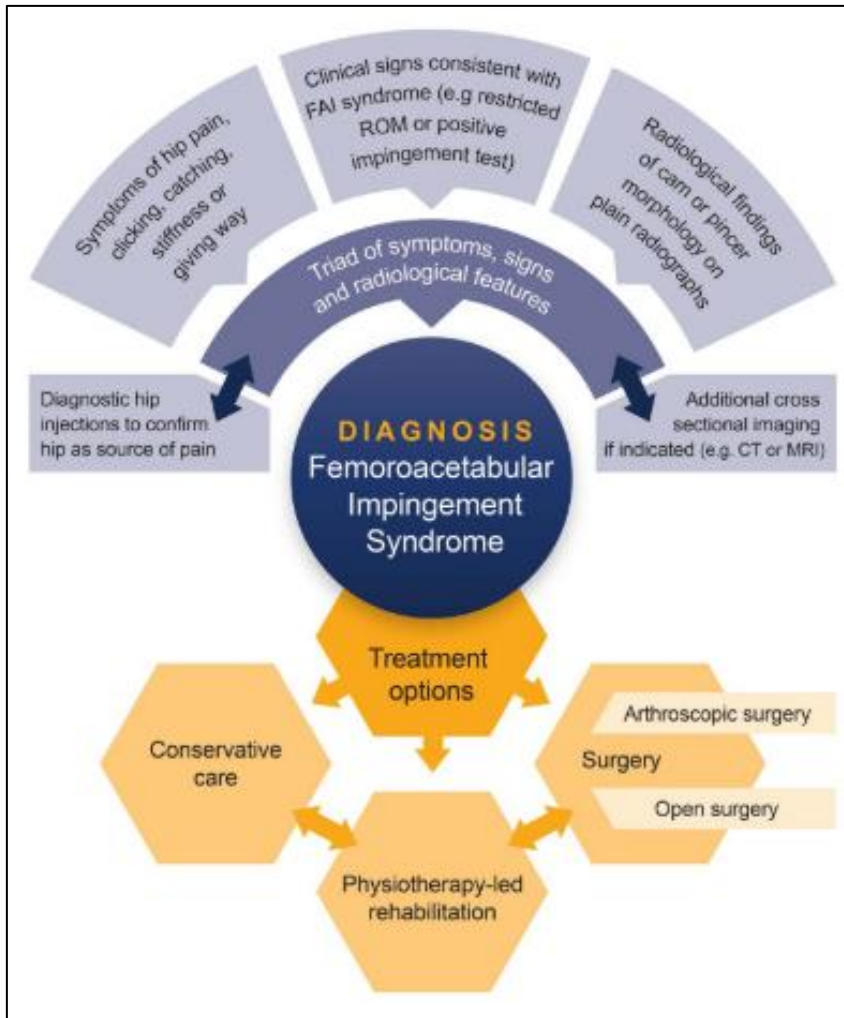 Symptoms of hip pain,
clicking, catching,
stiffness or
giving way
Clinical signs consistent with
FAI syndrome (e.g restricted
ROM or positive
impingement test)
Radiological findings
of cam or pincer
morphology on
plain radiographs
Triad of symptoms, signs
and radiological features
Diagnostic hip
injections to confirm
hip as source of pain
Additional cross
sectional imaging
if indicated (e.g. CT or MRI)
DIAGNOSIS
Femoroacetabular
Impingement
Syndrome
Treatment
options
Conservative
care
Surgery
Arthroscopic surgery
Open surgery
Physiotherapy-led
rehabilitation